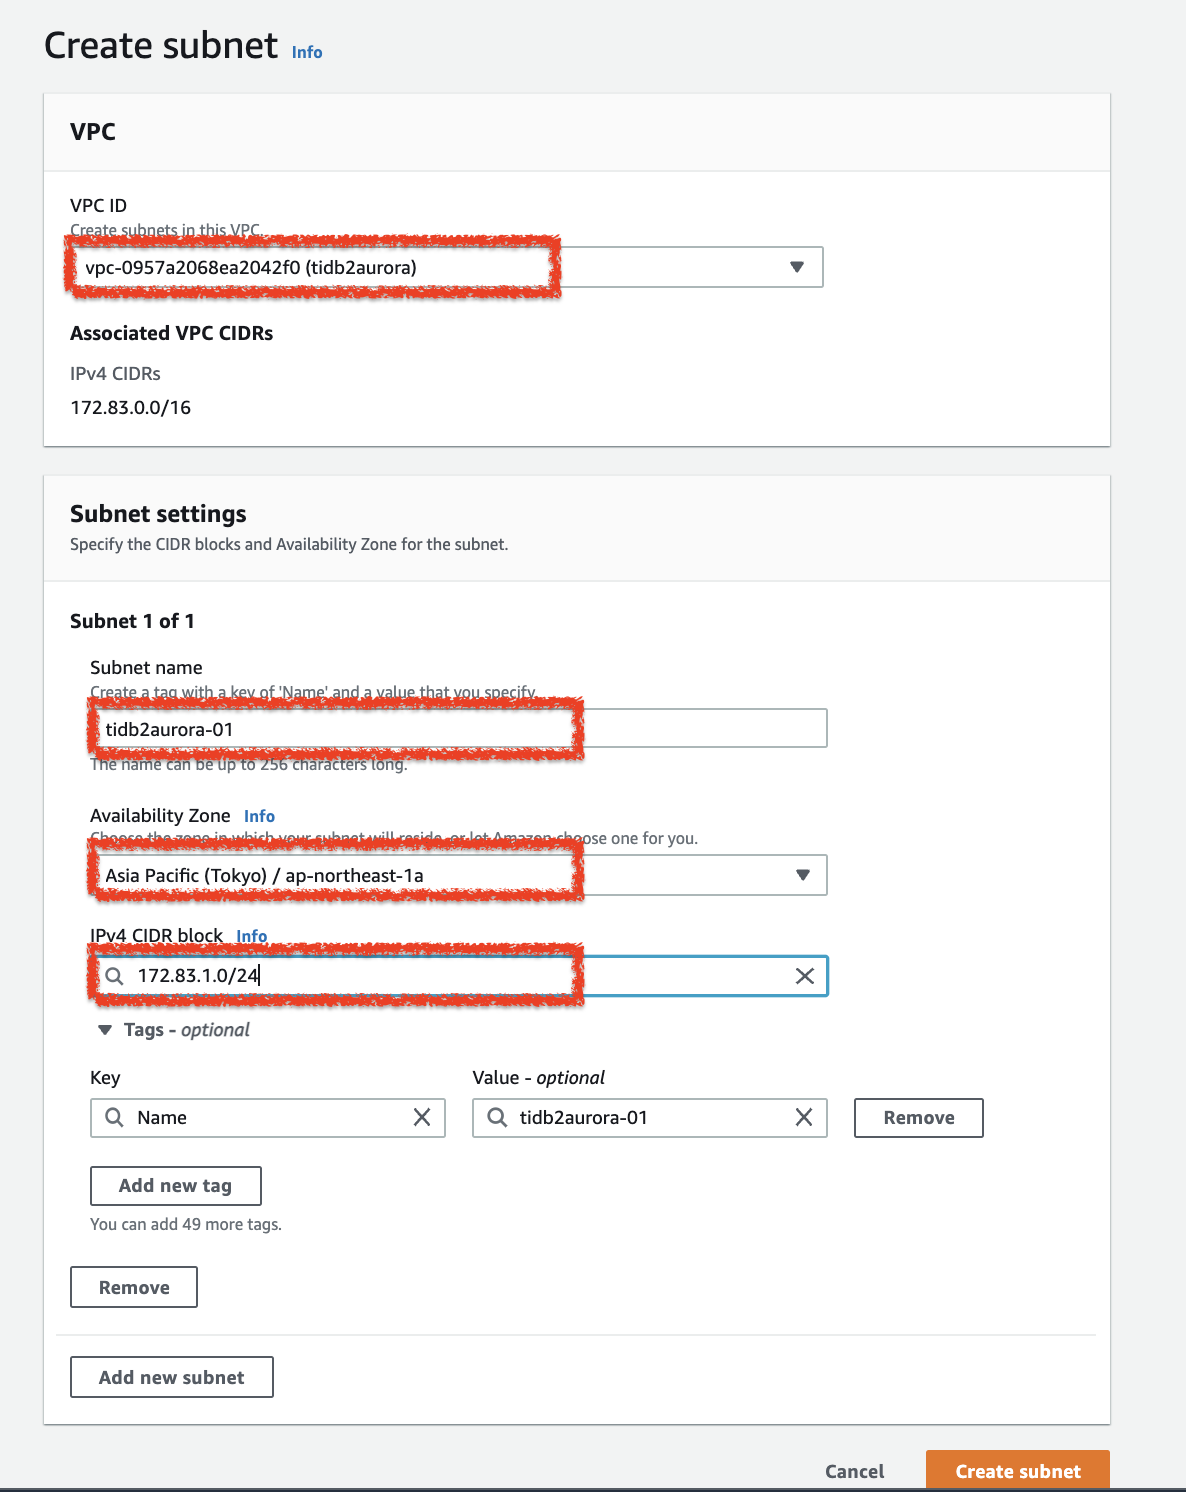 Create subnet Info
VPC
VPC ID
Create subnets in this VPC.
vpc-0957a2068ea2042f0 (tidb2aurora)
Associated VPC CIDRs
IPv4 CIDRs
172.83.0.0/16
Subnet settings
Specify the CIDR blocks and Availability Zone for the subnet.
Subnet 1 of 1
Subnet name
Create a tag with a key of 'Name' and a value that you specify.
tidb2aurora-01
The name can be up to 256 characters long.
Availability Zone Info
Choose the zone in which your subnet will reside, or let Amazon choose one for you.
Asia Pacific (Tokyo) / ap-northeast-1a
IPv4 CIDR block Info
172.83.1.0/24
Tags - optional
Key Value - optional
Name tidb2aurora-01 Remove
Add new tag
You can add 49 more tags.
Remove
Add new subnet
Cancel Create subnet